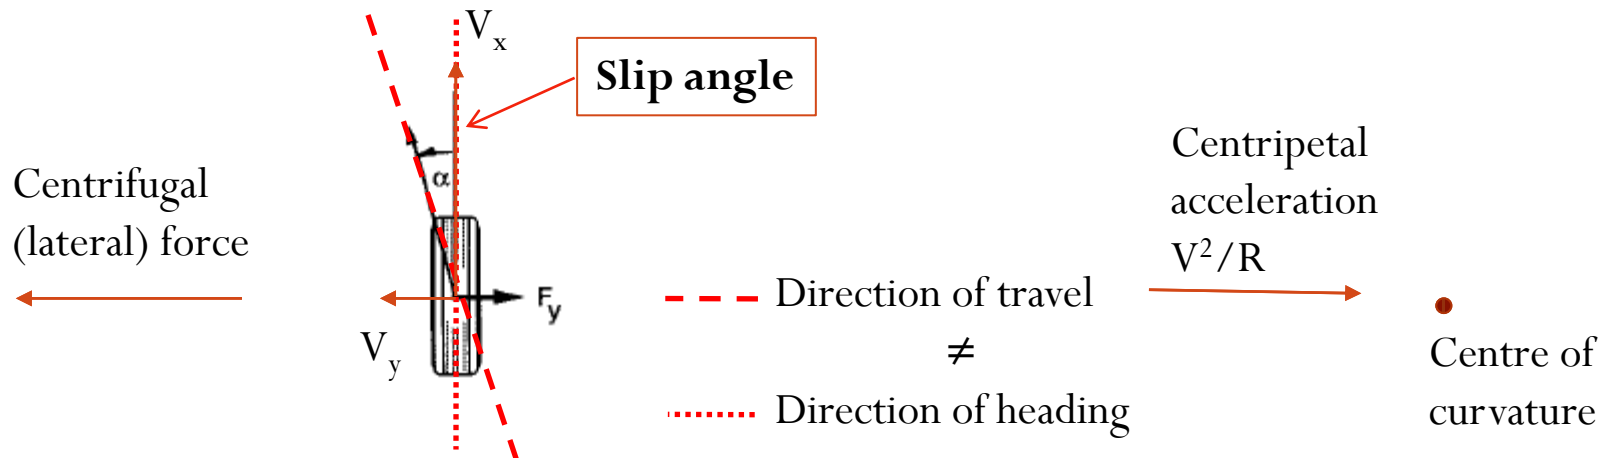 Vx
Slip angle
α
Centrifugal
(lateral) force
Fy
Vy
Direction of travel
≠
Direction of heading
Centripetal
acceleration
V²/R
Centre of
curvature